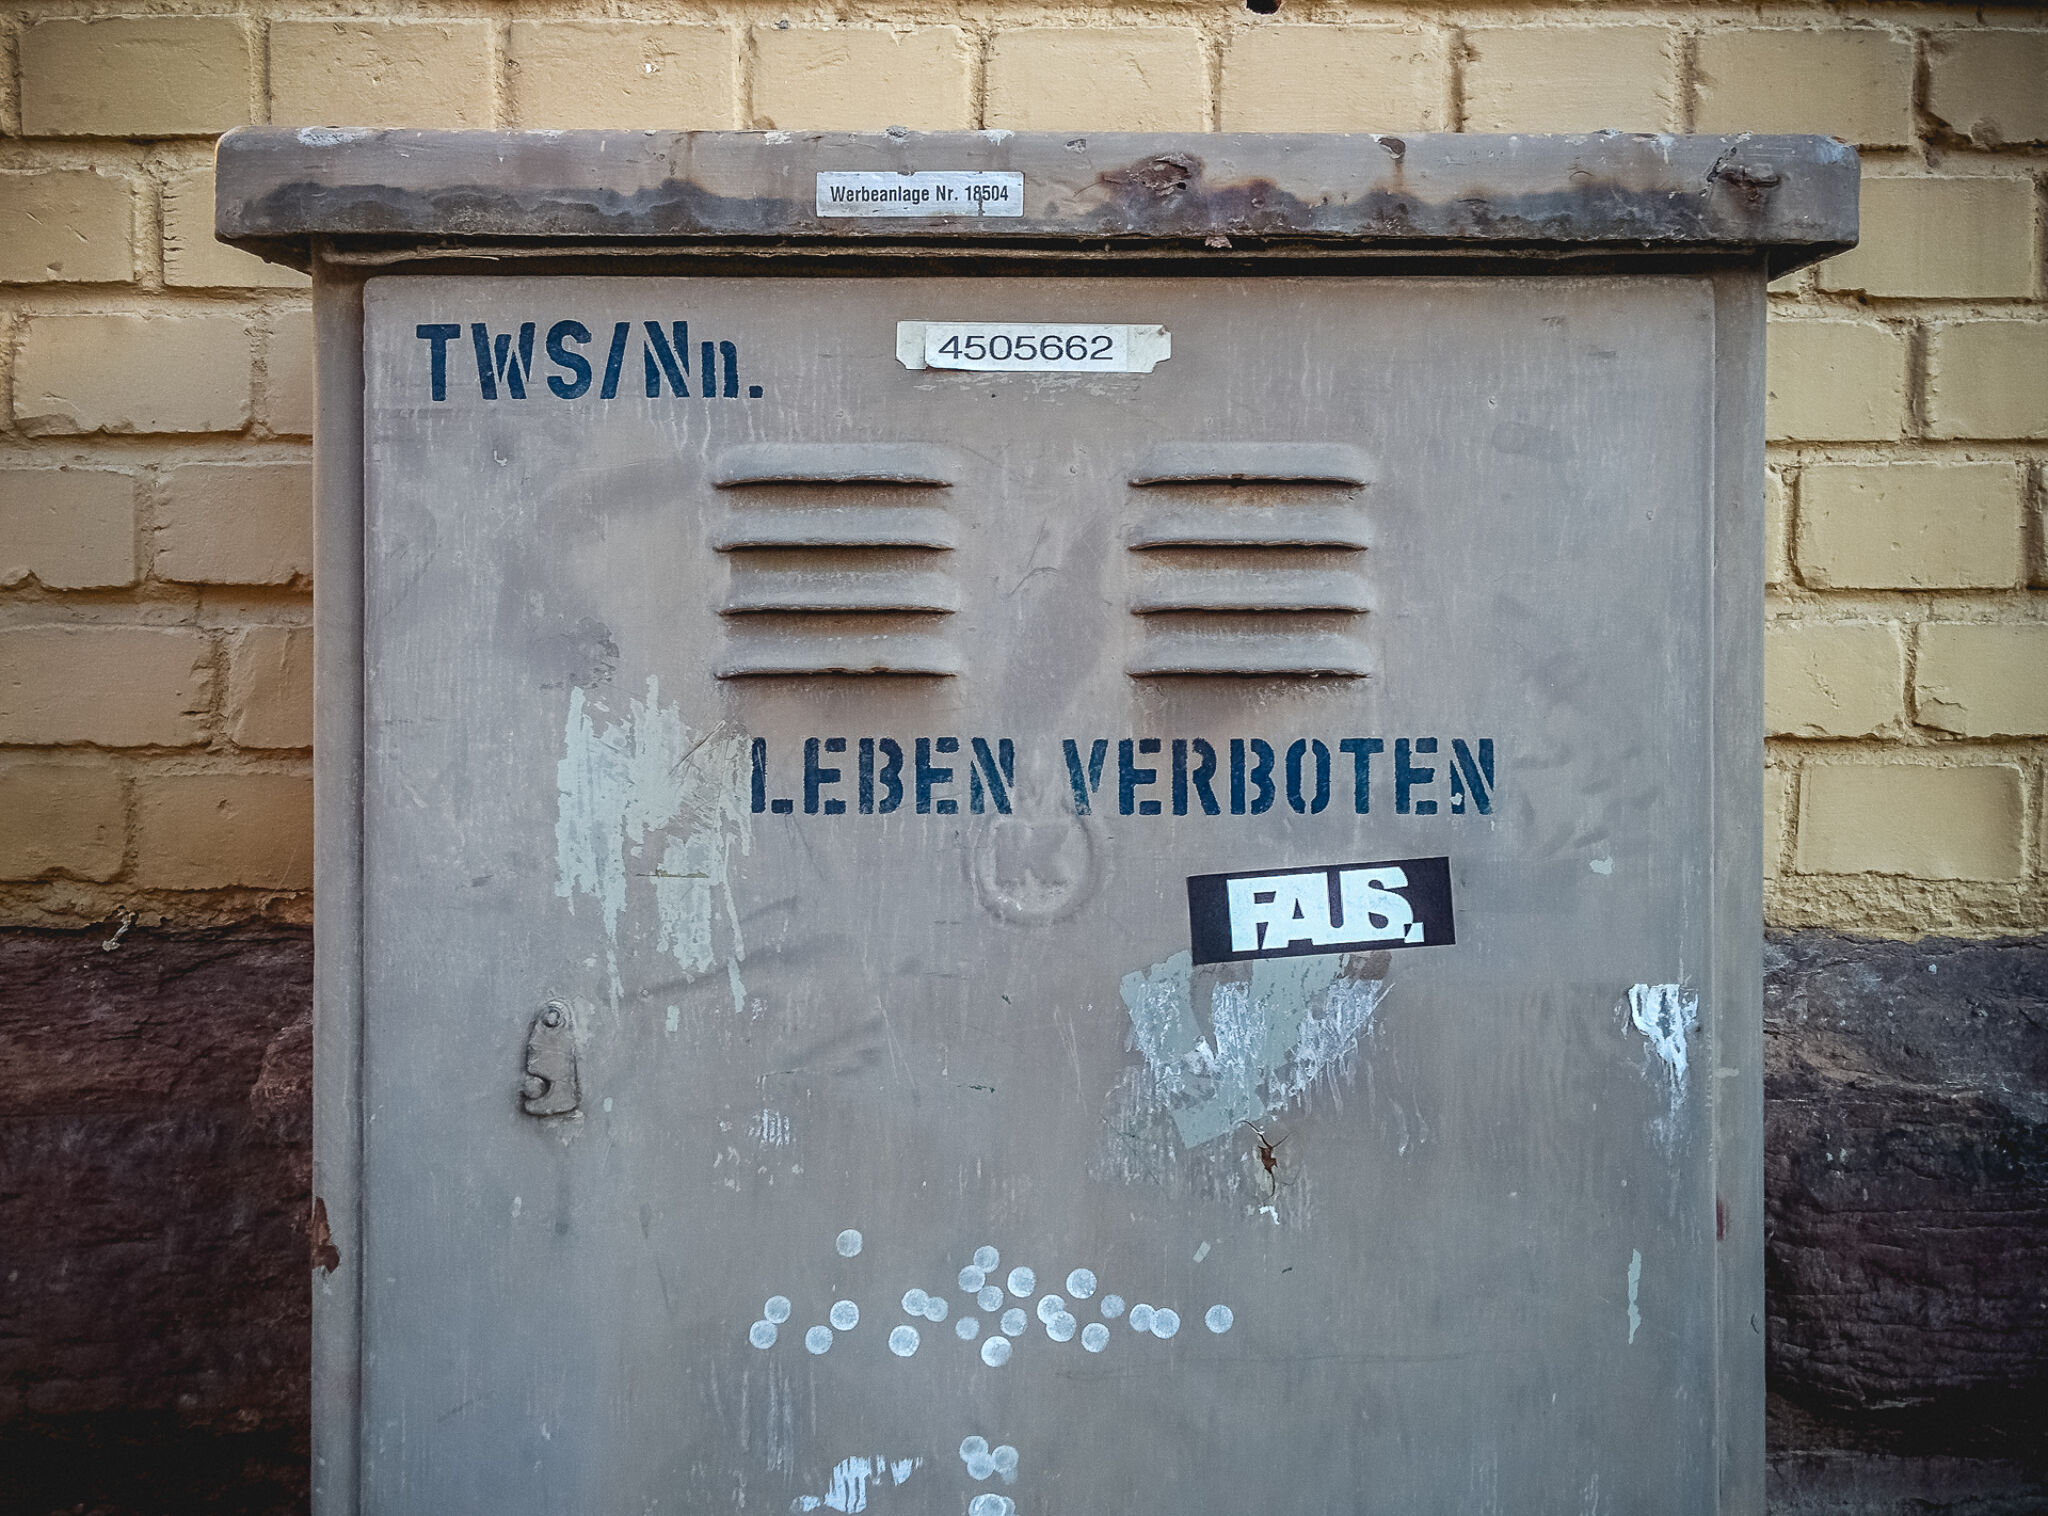 Werbeanlage Nr. 18504
TWS/Nn.
4505662
LEBEN VERBOTEN
FAUS,